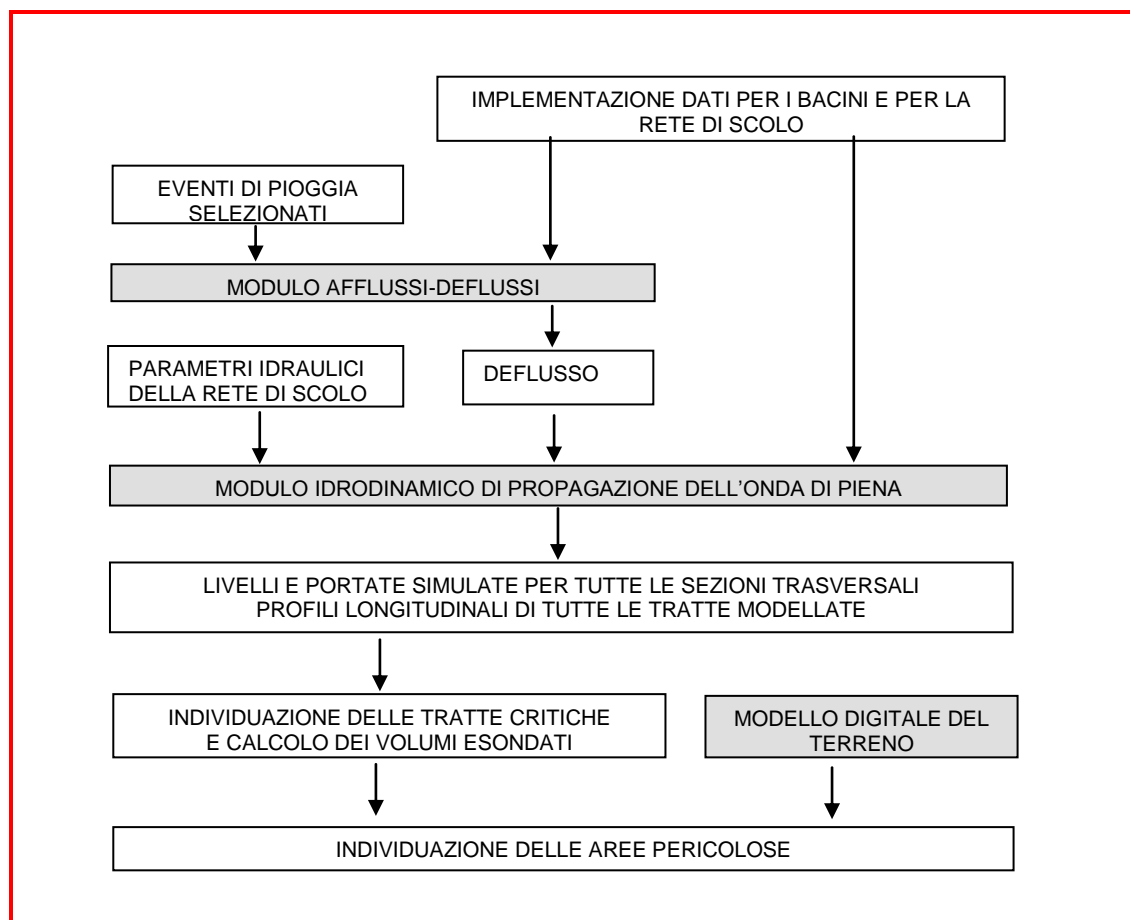 IMPLEMENTAZIONE DATI PER I BACINI E PER LA
RETE DI SCOLO
EVENTI DI PIOGGIA
SELEZIONATI
MODULO AFFLUSSI-DEFLUSSI
PARAMETRI IDRAULICI
DELLA RETE DI SCOLO
DEFLUSSO
MODULO IDRODINAMICO DI PROPAGAZIONE DELL’ONDA DI PIENA
LIVELLI E PORTATE SIMULATE PER TUTTE LE SEZIONI TRASVERSALI
PROFILI LONGITUDINALI DI TUTTE LE TRATTE MODELLATE
INDIVIDUAZIONE DELLE TRATTE CRITICHE
E CALCOLO DEI VOLUMI ESONDATI
MODELLO DIGITALE DEL
TERRENO
INDIVIDUAZIONE DELLE AREE PERICOLOSE